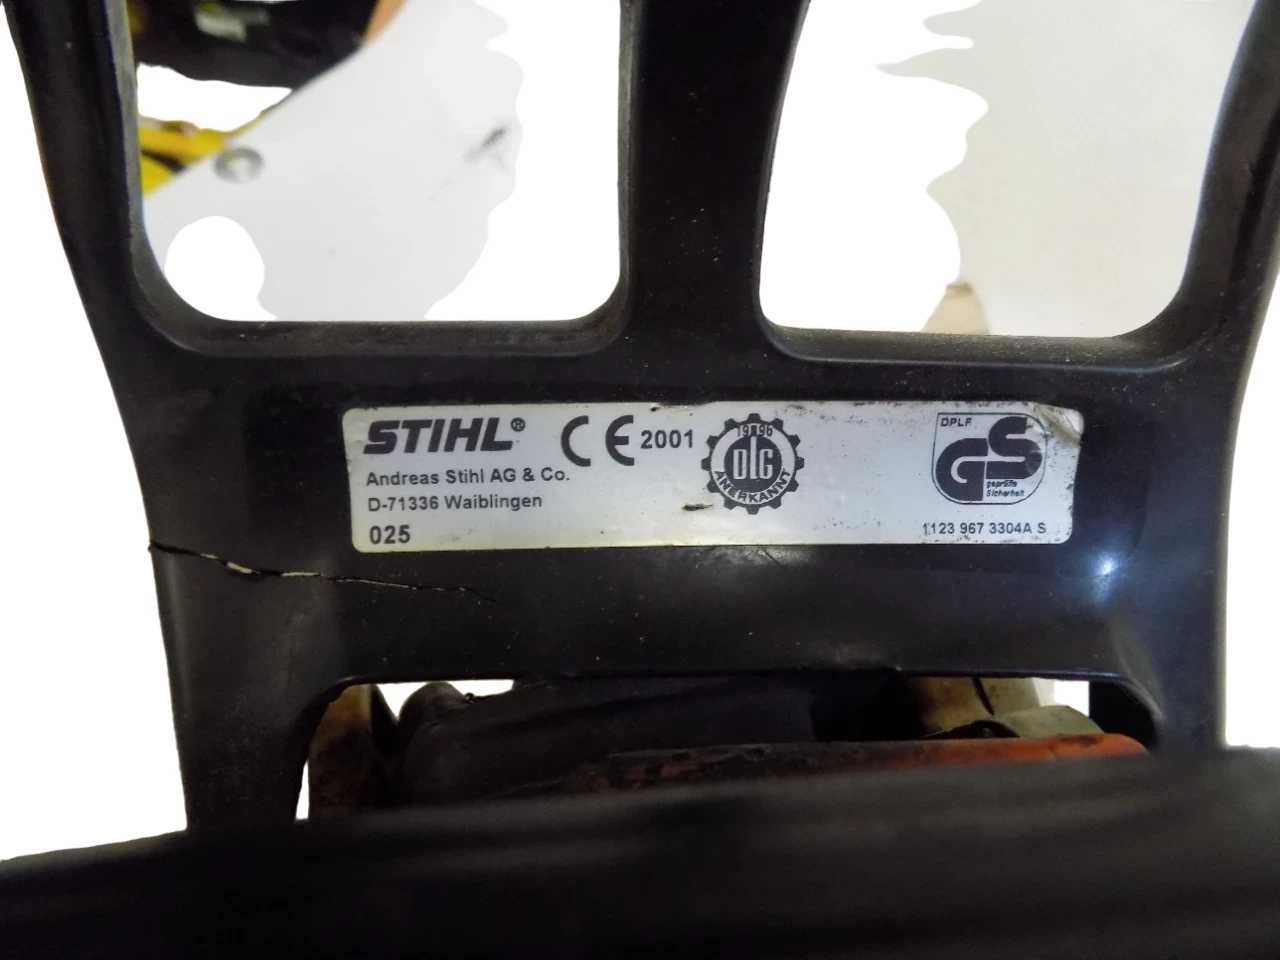 STIHL®
CE 2001
Andreas Stihl AG & Co.
D-71336 Waiblingen
025
1996
DLG
ANERKANNT
DPLF
GS
geprüfte
Sicherheit
1123 967 3304A S